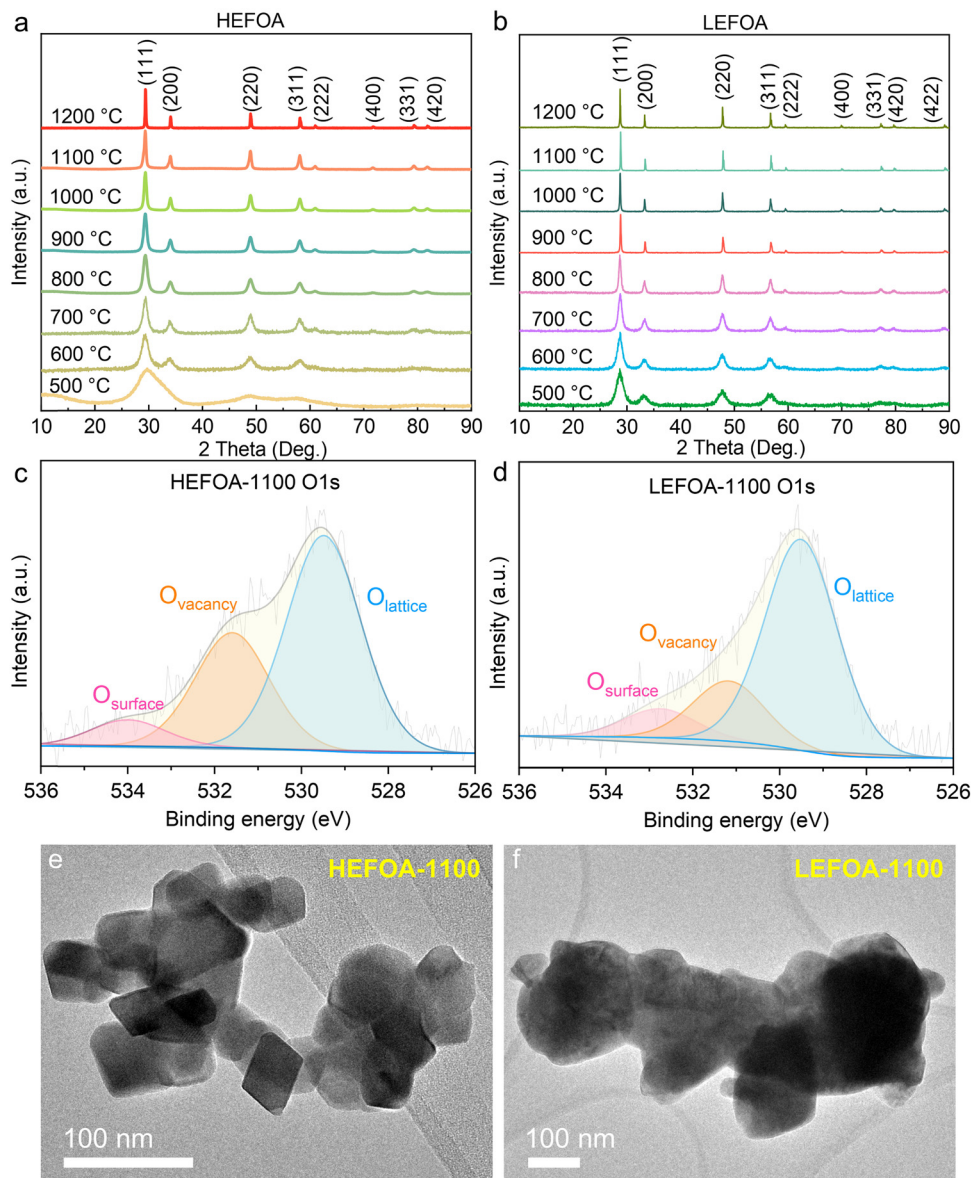 a
HEFOA
(111)
(200)
(220)
(311)
(222)
(400)
(331)
(420)
1200 °C
1100 °C
1000 °C
900 °C
800 °C
700 °C
600 °C
500 °C
Intensity (a.u.)
10 20 30 40 50 60 70 80 90
2 Theta (Deg.)
b
LEFOA
(111)
(200)
(220)
(311)
(222)
(400)
(331)
(420)
(422)
1200 °C
1100 °C
1000 °C
900 °C
800 °C
700 °C
600 °C
500 °C
Intensity (a.u.)
10 20 30 40 50 60 70 80 90
2 Theta (Deg.)
c
HEFOA-1100 O1s
Ovacancy
Olattice
Osurface
Intensity (a.u.)
536 534 532 530 528 526
Binding energy (eV)
d
LEFOA-1100 O1s
Olattice
Ovacancy
Osurface
Intensity (a.u.)
536 534 532 530 528 526
Binding energy (eV)
e
HEFOA-1100
100 nm
f
LEFOA-1100
100 nm